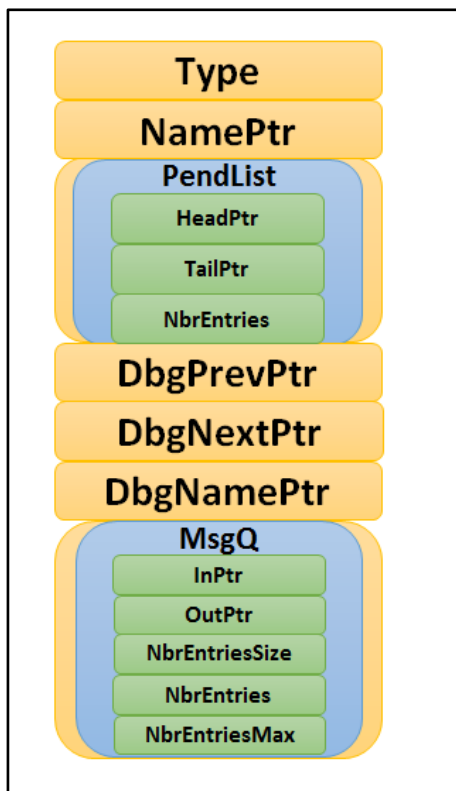 Type
NamePtr
PendList
HeadPtr
TailPtr
NbrEntries
DbgPrevPtr
DbgNextPtr
DbgNamePtr
MsgQ
InPtr
OutPtr
NbrEntriesSize
NbrEntries
NbrEntriesMax